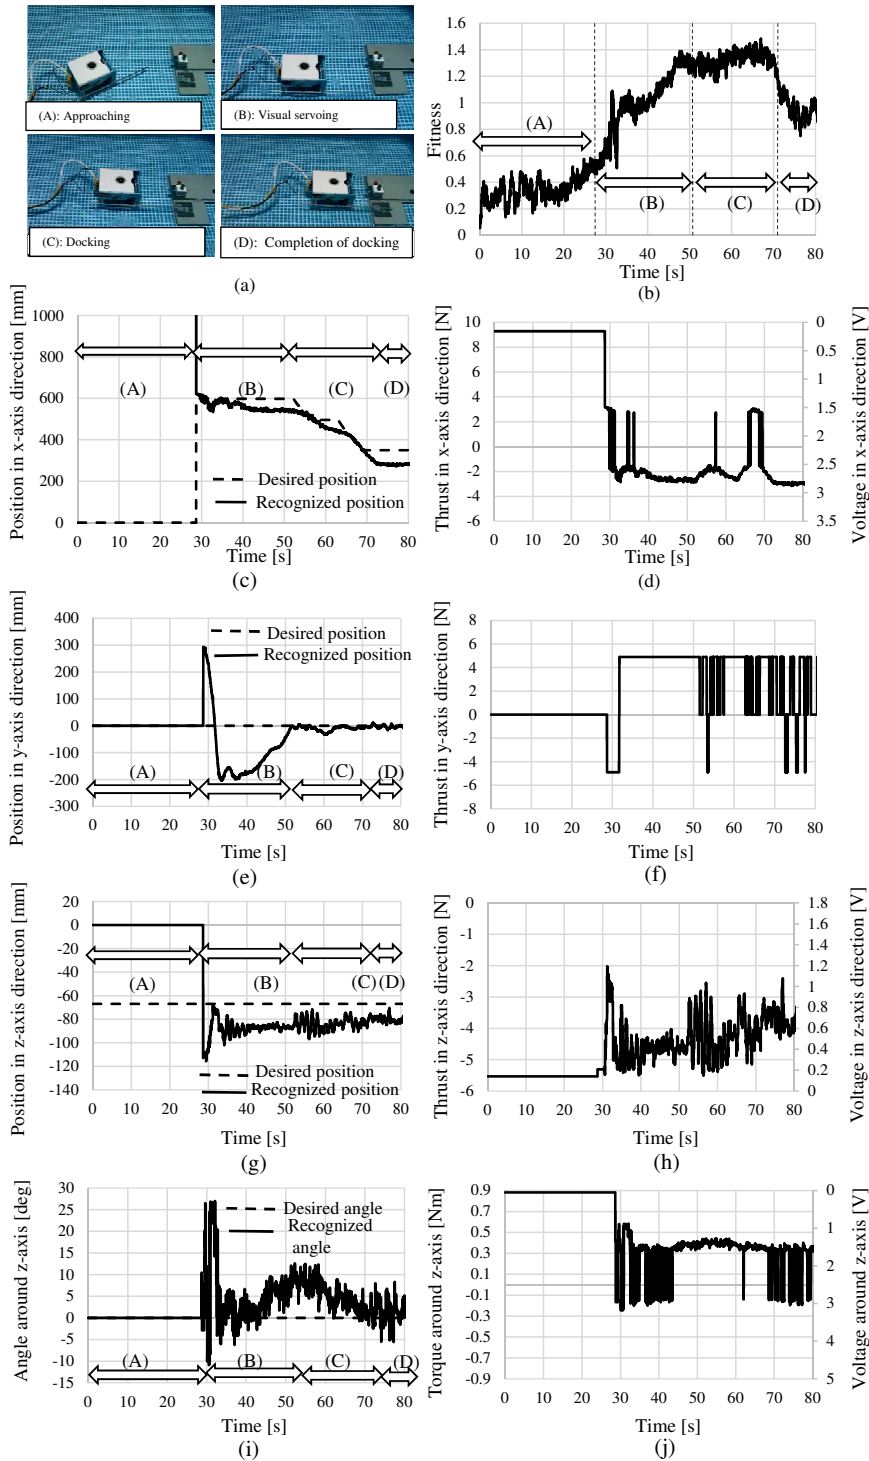 (A): Approaching
(B): Visual servoing
(C): Docking
(D): Completion of docking
(a)
Fitness
1.6
1.4
1.2
1
0.8
0.6
0.4
0.2
0
(A)
(B)
(C)
(D)
0 10 20 30 40 50 60 70 80
Time [s]
(b)
Position in x-axis direction [mm]
1000
800
600
400
200
0
(A)
(B)
(C)
(D)
Desired position
Recognized position
0 10 20 30 40 50 60 70 80
Time [s]
(c)
Thrust in x-axis direction [N]
10
8
6
4
2
0
-2
-4
-6
0
0.5
1
1.5
2
2.5
3
3.5
Voltage in x-axis direction [V]
0 10 20 30 40 50 60 70 80
Time [s]
(d)
Position in y-axis direction [mm]
400
300
200
100
0
-100
-200
-300
Desired position
Recognized position
(A)
(B)
(C)
(D)
0 10 20 30 40 50 60 70 80
Time [s]
(e)
Thrust in y-axis direction [N]
8
6
4
2
0
-2
-4
-6
-8
0 10 20 30 40 50 60 70 80
Time [s]
(f)
Position in z-axis direction [mm]
20
0
-20
-40
-60
-80
-100
-120
-140
(A)
(B)
(C)
(D)
Desired position
Recognized position
0 10 20 30 40 50 60 70 80
Time [s]
(g)
Thrust in z-axis direction [N]
0
-1
-2
-3
-4
-5
-6
1.8
1.6
1.4
1.2
1
0.8
0.6
0.4
0.2
0
Voltage in z-axis direction [V]
0 10 20 30 40 50 60 70 80
Time [s]
(h)
Angle around z-axis [deg]
30
25
20
15
10
5
0
-5
-10
-15
Desired angle
Recognized
angle
(A)
(B)
(C)
(D)
0 10 20 30 40 50 60 70 80
Time [s]
(i)
Torque around z-axis [Nm]
0.9
0.7
0.5
0.3
0.1
-0.1
-0.3
-0.5
-0.7
-0.9
0
1
2
3
4
5
Voltage around z-axis [V]
0 10 20 30 40 50 60 70 80
Time [s]
(j)